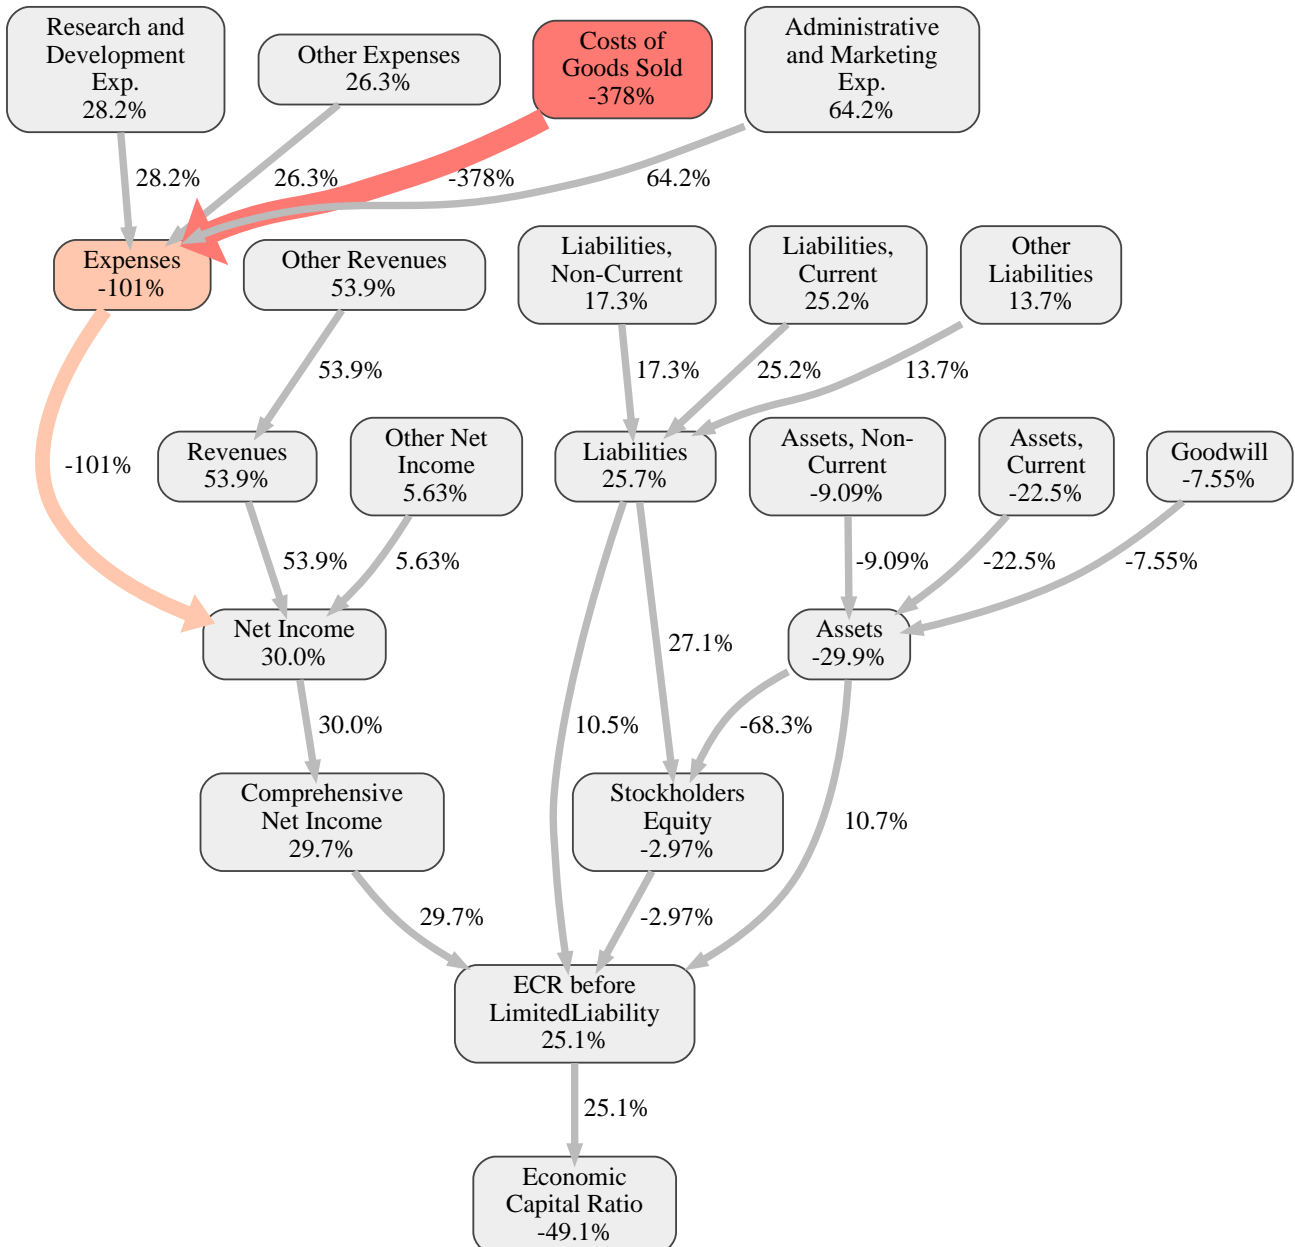 Research and
Development
Exp.
28.2%
Other Expenses
26.3%
Costs of
Goods Sold
-378%
Administrative
and Marketing
Exp.
64.2%
28.2%
26.3%
-378%
64.2%
Expenses
-101%
Other Revenues
53.9%
Liabilities,
Non-Current
17.3%
Liabilities,
Current
25.2%
Other
Liabilities
13.7%
53.9%
17.3%
25.2%
13.7%
-101%
Revenues
53.9%
Other Net
Income
5.63%
Liabilities
25.7%
Assets, Non-
Current
-9.09%
Assets,
Current
-22.5%
Goodwill
-7.55%
53.9%
5.63%
-9.09%
-22.5%
-7.55%
Net Income
30.0%
27.1%
Assets
-29.9%
30.0%
10.5%
-68.3%
Comprehensive
Net Income
29.7%
Stockholders
Equity
-2.97%
10.7%
29.7%
-2.97%
ECR before
LimitedLiability
25.1%
25.1%
Economic
Capital Ratio
-49.1%